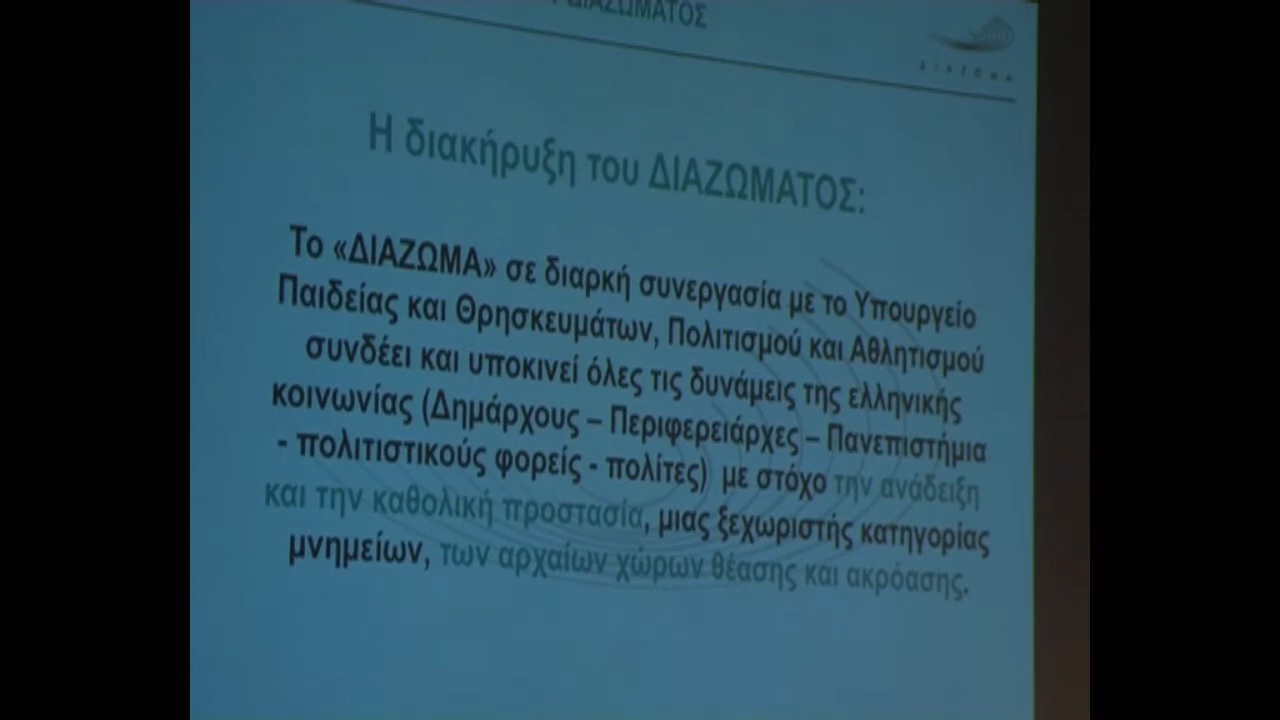 ΔΙΑΖΩΜΑΤΟΣ
ΔΙΑΖΩΜΑ
Η διακήρυξη του ΔΙΑΖΩΜΑΤΟΣ:
Το «ΔΙΑΖΩΜΑ» σε διαρκή συνεργασία με το Υπουργείο
Παιδείας και Θρησκευμάτων, Πολιτισμού και Αθλητισμού
συνδέει και υποκινεί όλες τις δυνάμεις της ελληνικής
κοινωνίας (Δημάρχους – Περιφερειάρχες – Πανεπιστήμια
- πολιτιστικούς φορείς - πολίτες) με στόχο την ανάδειξη
και την καθολική προστασία, μιας ξεχωριστής κατηγορίας
μνημείων, των αρχαίων χώρων θέασης και ακρόασης.